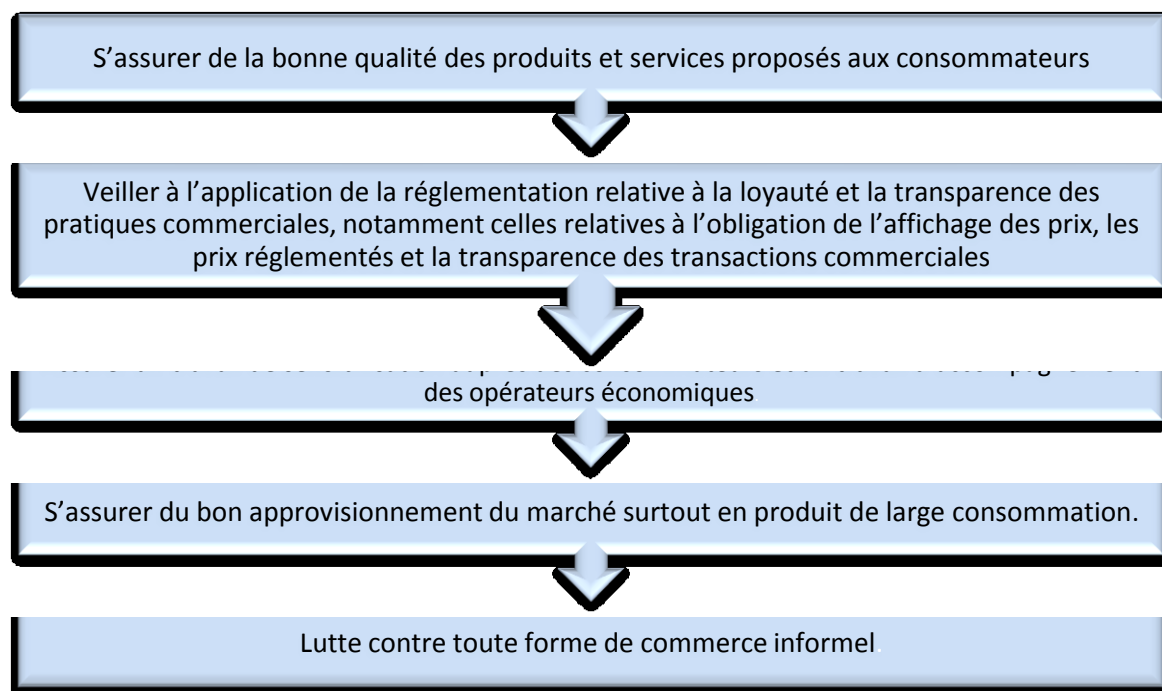 S’assurer de la bonne qualité des produits et services proposés aux consommateurs
Veiller à l’application de la réglementation relative à la loyauté et la transparence des
pratiques commerciales, notamment celles relatives à l’obligation de l’affichage des prix, les
prix réglementés et la transparence des transactions commerciales
des opérateurs économiques.
S’assurer du bon approvisionnement du marché surtout en produit de large consommation.
Lutte contre toute forme de commerce informel.